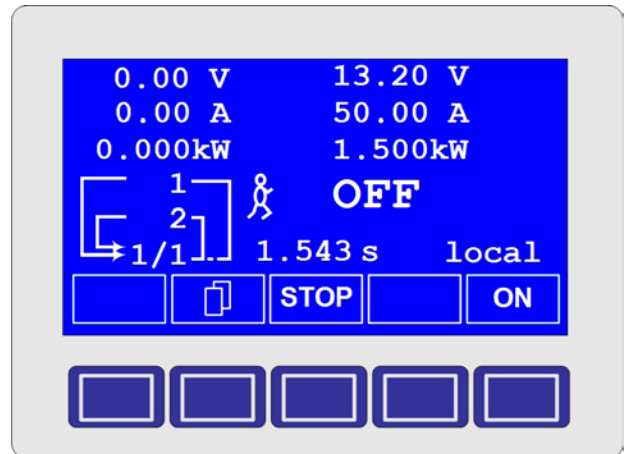 0.00 V 13.20 V
0.00 A 50.00 A
0.000kW 1.500kW
1 OFF
2
1/1 1.543 s local
STOP ON